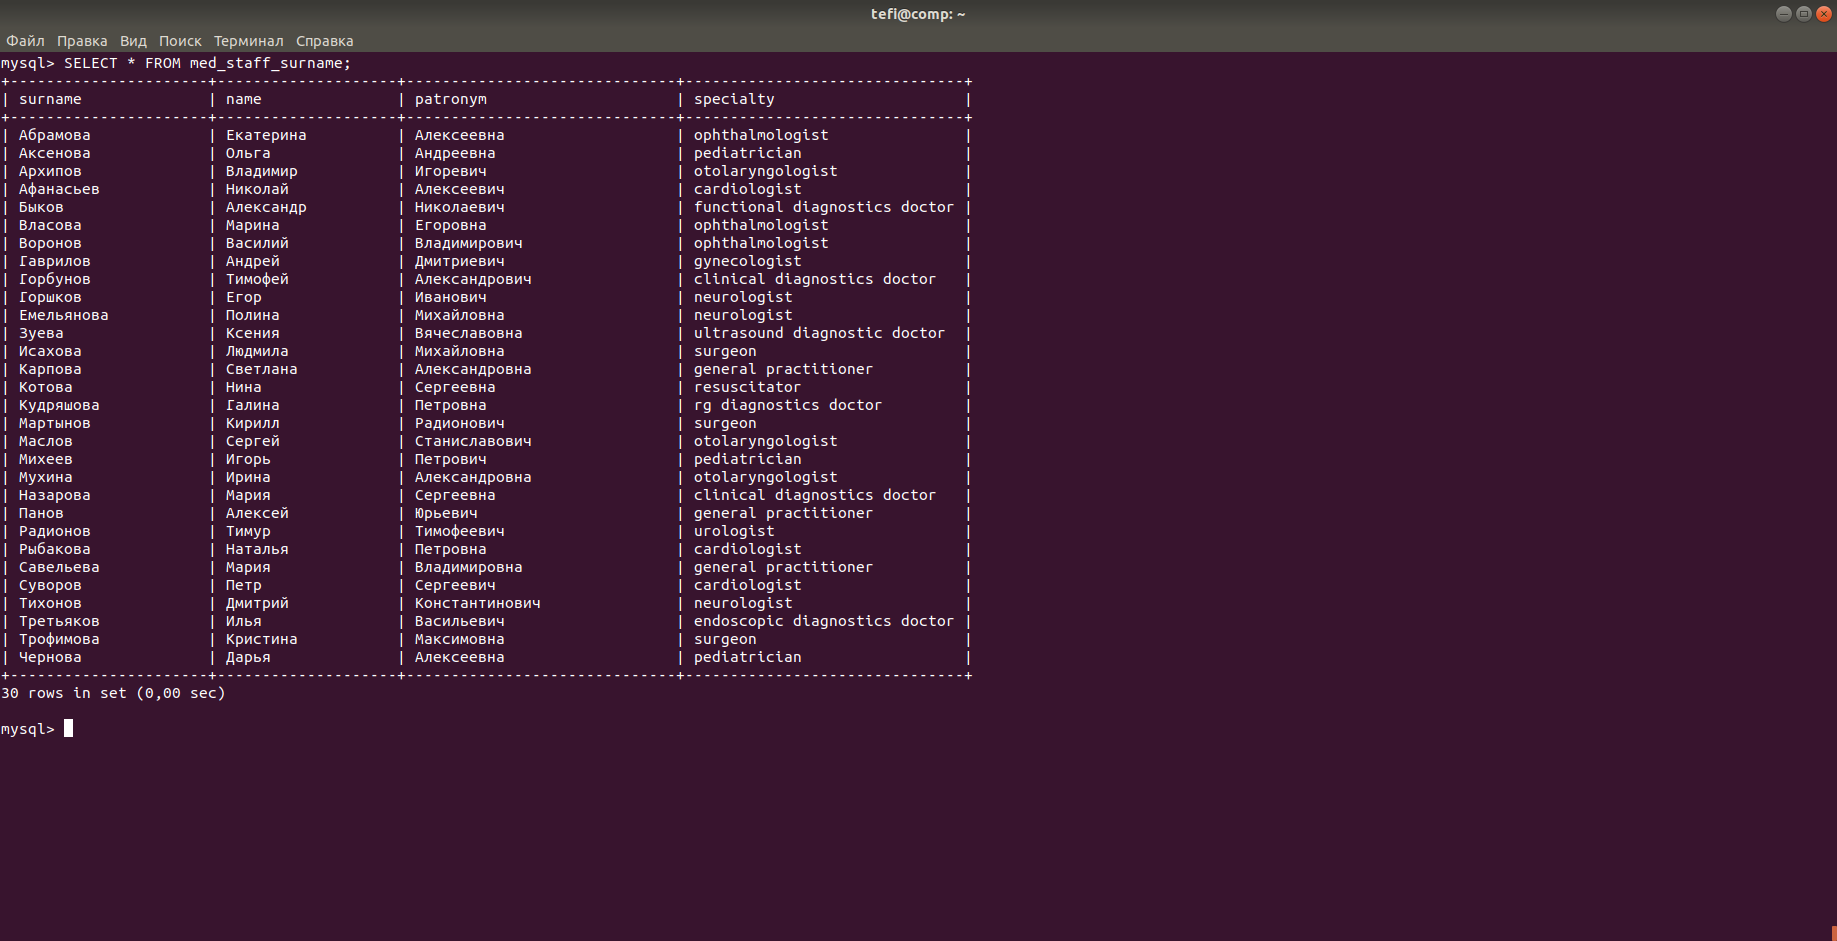 tefi@comp: ~
Файл Правка Вид Поиск Терминал Справка
mysql> SELECT * FROM med_staff_surname;
+----------------------+--------------------+------------------------------+-------------------------------+
| surname              | name               | patronym                     | specialty                     |
+----------------------+--------------------+------------------------------+-------------------------------+
| Абрамова             | Екатерина          | Алексеевна                   | ophthalmologist               |
| Аксенова             | Ольга              | Андреевна                    | pediatrician                  |
| Архипов              | Владимир           | Игоревич                     | otolaryngologist              |
| Афанасьев            | Николай            | Алексеевич                   | cardiologist                  |
| Быков                | Александр          | Николаевич                   | functional diagnostics doctor |
| Власова              | Марина             | Егоровна                     | ophthalmologist               |
| Воронов              | Василий            | Владимирович                 | ophthalmologist               |
| Гаврилов             | Андрей             | Дмитриевич                   | gynecologist                  |
| Горбунов             | Тимофей            | Александрович                | clinical diagnostics doctor   |
| Горшков              | Егор               | Иванович                     | neurologist                   |
| Емельянова           | Полина             | Михайловна                   | neurologist                   |
| Зуева                | Ксения             | Вячеславовна                 | ultrasound diagnostic doctor  |
| Исахова              | Людмила            | Михайловна                   | surgeon                       |
| Карпова              | Светлана           | Александровна                | general practitioner          |
| Котова               | Нина               | Сергеевна                    | resuscitator                  |
| Кудряшова            | Галина             | Петровна                     | rg diagnostics doctor         |
| Мартынов             | Кирилл             | Радионович                   | surgeon                       |
| Маслов               | Сергей             | Станиславович                | otolaryngologist              |
| Михеев               | Игорь              | Петрович                     | pediatrician                  |
| Мухина               | Ирина              | Александровна                | otolaryngologist              |
| Назарова             | Мария              | Сергеевна                    | clinical diagnostics doctor   |
| Панов                | Алексей            | Юрьевич                      | general practitioner          |
| Радионов             | Тимур              | Тимофеевич                   | urologist                     |
| Рыбакова             | Наталья            | Петровна                     | cardiologist                  |
| Савельева            | Мария              | Владимировна                 | general practitioner          |
| Суворов              | Петр               | Сергеевич                    | cardiologist                  |
| Тихонов              | Дмитрий            | Константинович               | neurologist                   |
| Третьяков            | Илья               | Васильевич                   | endoscopic diagnostics doctor |
| Трофимова            | Кристина           | Максимовна                   | surgeon                       |
| Чернова              | Дарья              | Алексеевна                   | pediatrician                  |
+----------------------+--------------------+------------------------------+-------------------------------+
30 rows in set (0,00 sec)
mysql>